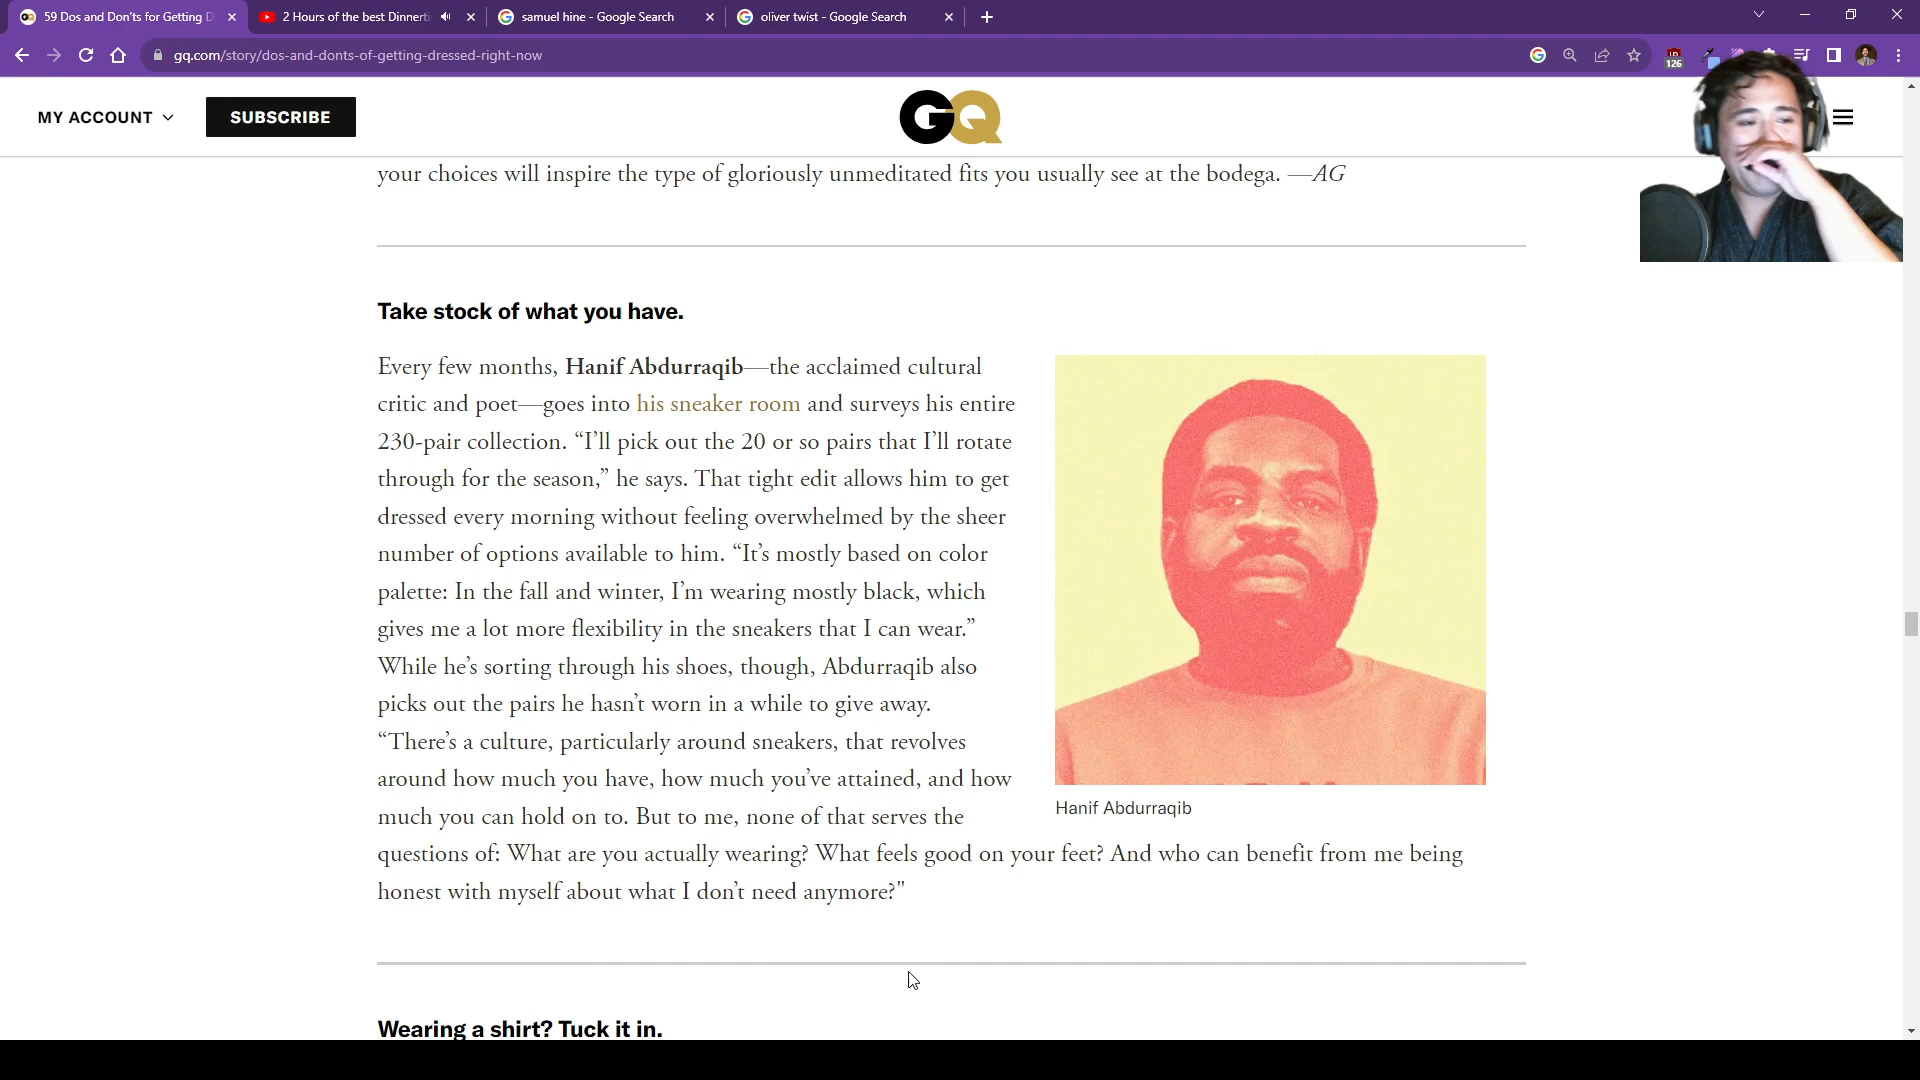 59 Dos and Don'ts for Getting D
2 Hours of the best Dinnerti
samuel hine - Google Search
oliver twist - Google Search
gq.com/story/dos-and-donts-of-getting-dressed-right-now
126
MY ACCOUNT
SUBSCRIBE
GQ
your choices will inspire the type of gloriously unmeditated fits you usually see at the bodega. —AG
Take stock of what you have.
Every few months, Hanif Abdurraqib—the acclaimed cultural
critic and poet—goes into his sneaker room and surveys his entire
230-pair collection. “I’ll pick out the 20 or so pairs that I’ll rotate
through for the season,” he says. That tight edit allows him to get
dressed every morning without feeling overwhelmed by the sheer
number of options available to him. “It’s mostly based on color
palette: In the fall and winter, I’m wearing mostly black, which
gives me a lot more flexibility in the sneakers that I can wear.”
While he’s sorting through his shoes, though, Abdurraqib also
picks out the pairs he hasn’t worn in a while to give away.
“There’s a culture, particularly around sneakers, that revolves
around how much you have, how much you’ve attained, and how
much you can hold on to. But to me, none of that serves the
questions of: What are you actually wearing? What feels good on your feet? And who can benefit from me being
honest with myself about what I don’t need anymore?"
Hanif Abdurraqib
Wearing a shirt? Tuck it in.